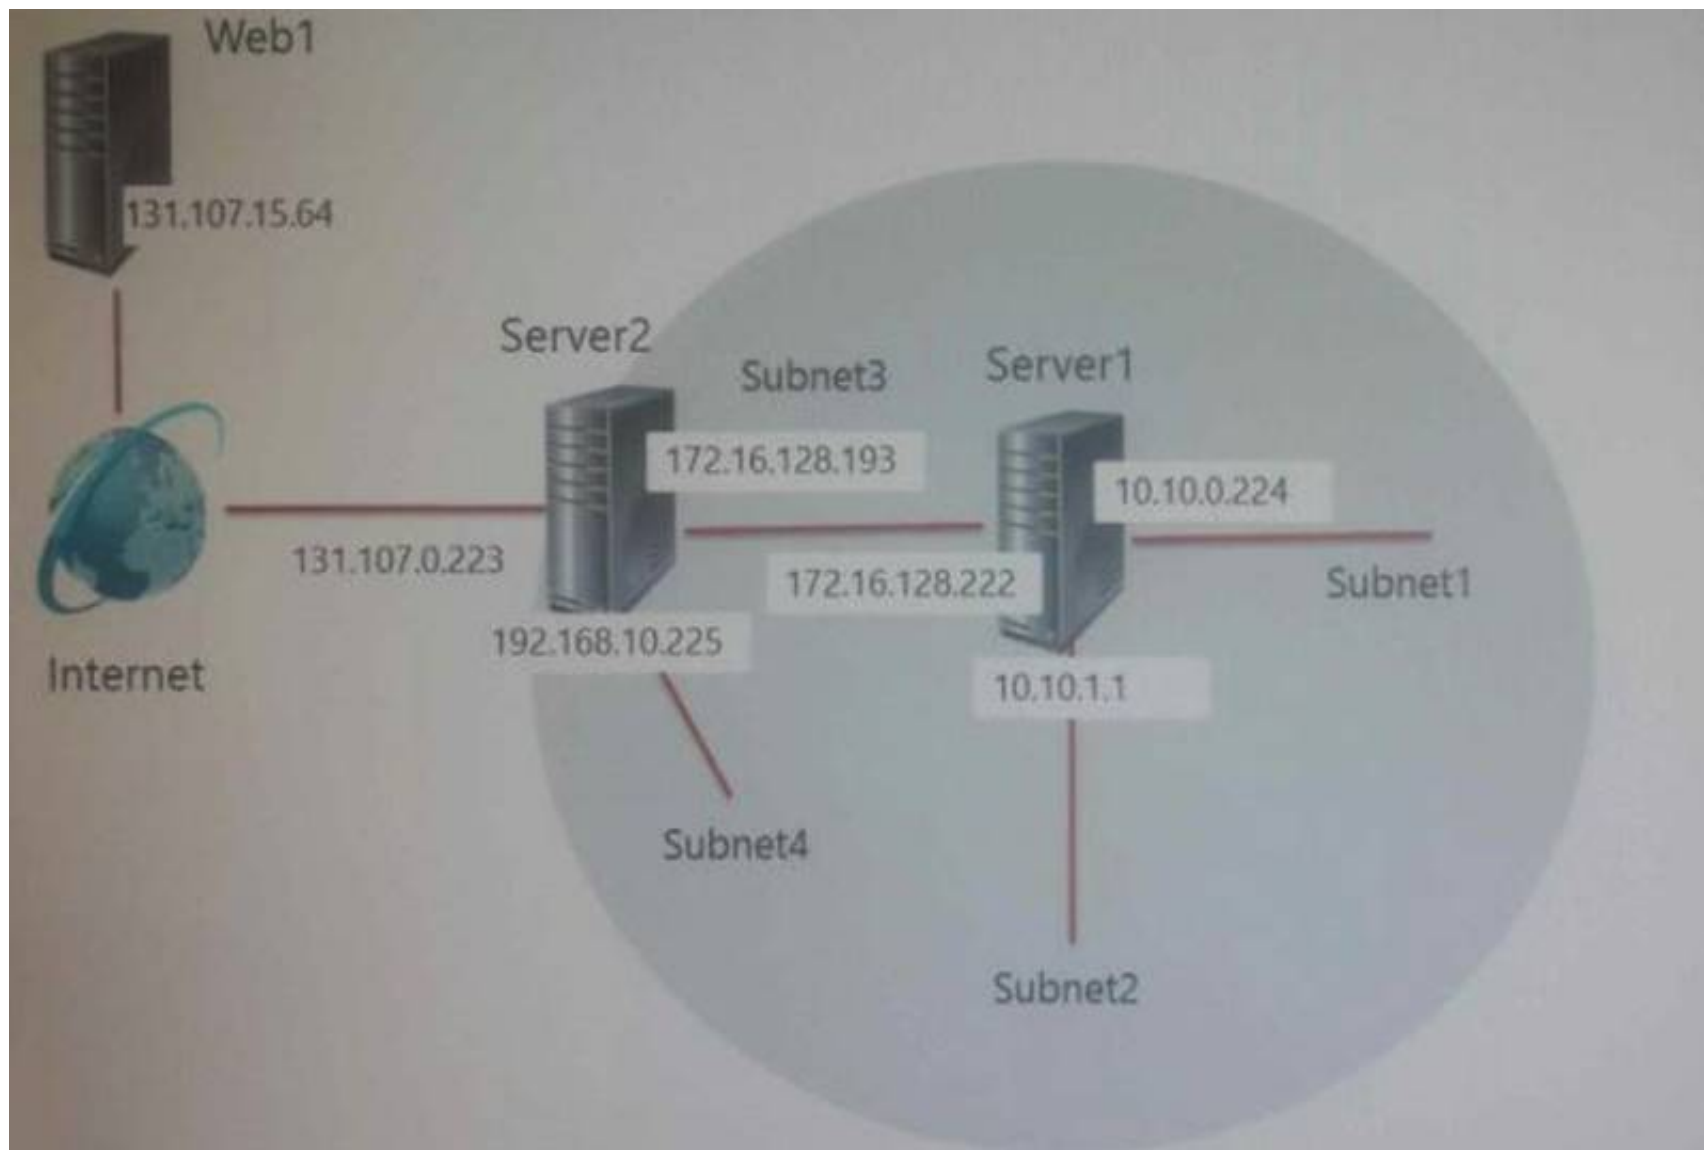 Web1
131.107.15.64
Server2
Subnet3
Server1
172.16.128.193
10.10.0.224
131.107.0.223
172.16.128.222
Subnet1
192.168.10.225
Internet
10.10.1.1
Subnet4
Subnet2